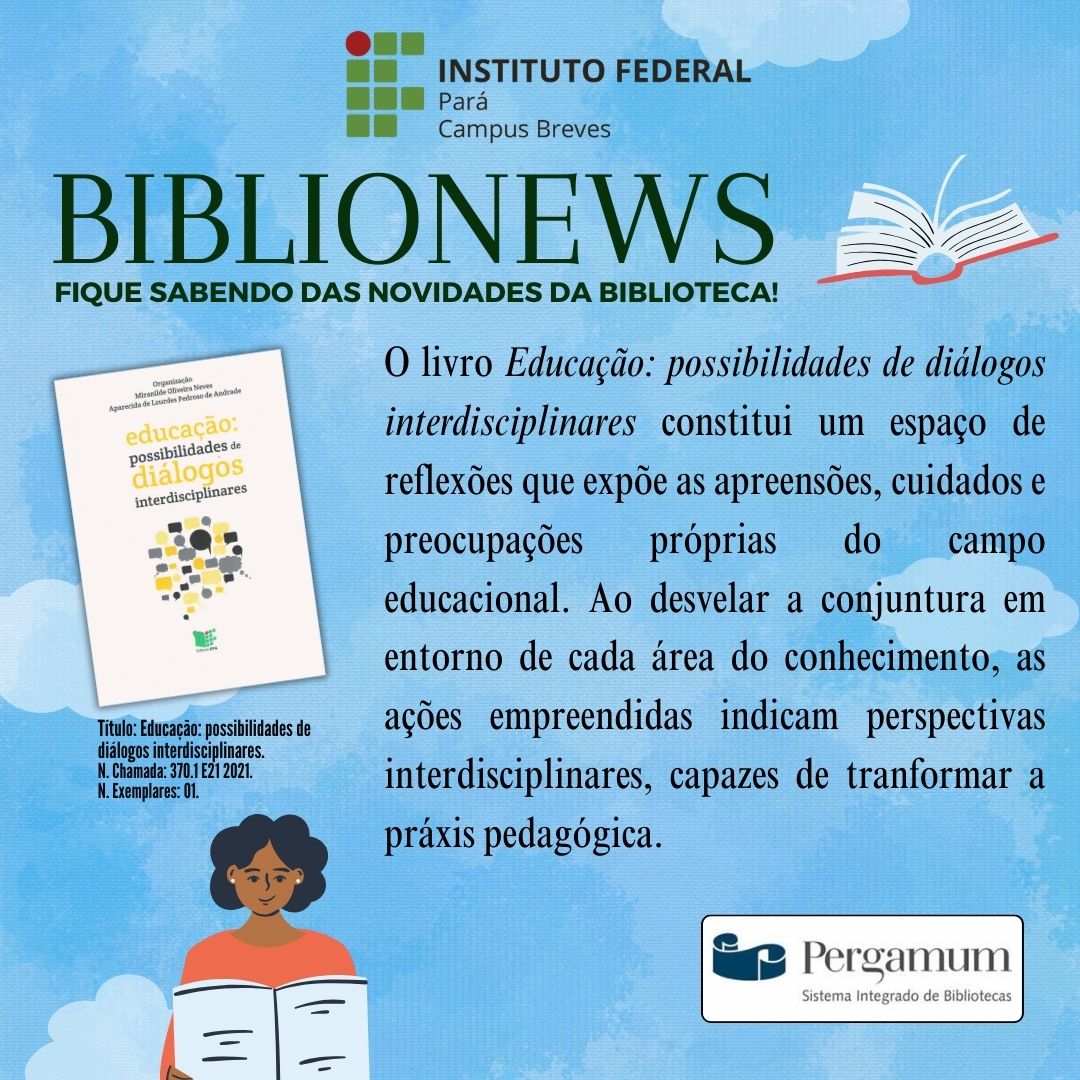 INSTITUTO FEDERAL
Pará
Campus Breves
BIBLIONEWS
FIQUE SABENDO DAS NOVIDADES DA BIBLIOTECA!
Organização
Miranilde Oliveira Neves
Aparecida de Lourdes Pedroso de Andrade
educação:
possibilidades de
diálogos
interdisciplinares
Editora IFPA
Título: Educação: possibilidades de
diálogos interdisciplinares.
N. Chamada: 370.1 E21 2021.
N. Exemplares: 01.
O livro Educação: possibilidades de diálogos
interdisciplinares constitui um espaço de
reflexões que expõe as apreensões, cuidados e
preocupações próprias do campo
educacional. Ao desvelar a conjuntura em
entorno de cada área do conhecimento, as
ações empreendidas indicam perspectivas
interdisciplinares, capazes de tranformar a
práxis pedagógica.
Pergamum
Sistema Integrado de Bibliotecas